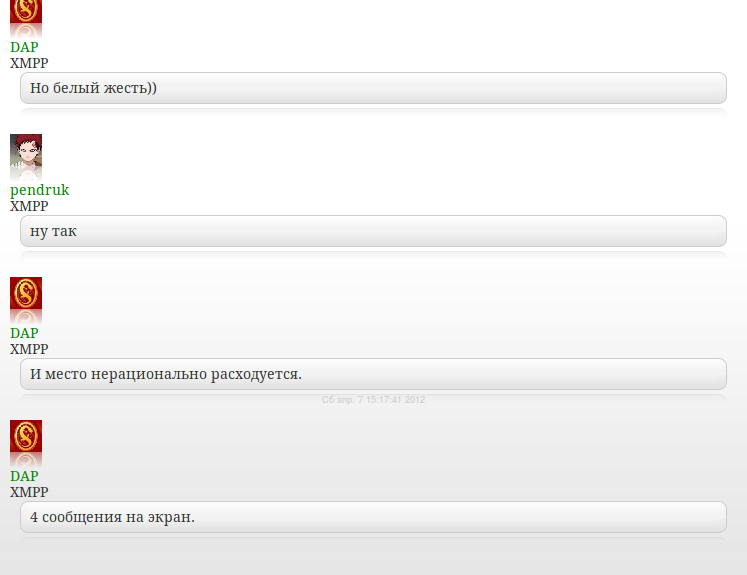 DAP
XMPP
Но белый жесть))
pendruk
XMPP
ну так
DAP
XMPP
И место нерационально расходуется.
Сб апр. 7 15:17:41 2012
DAP
XMPP
4 сообщения на экран.